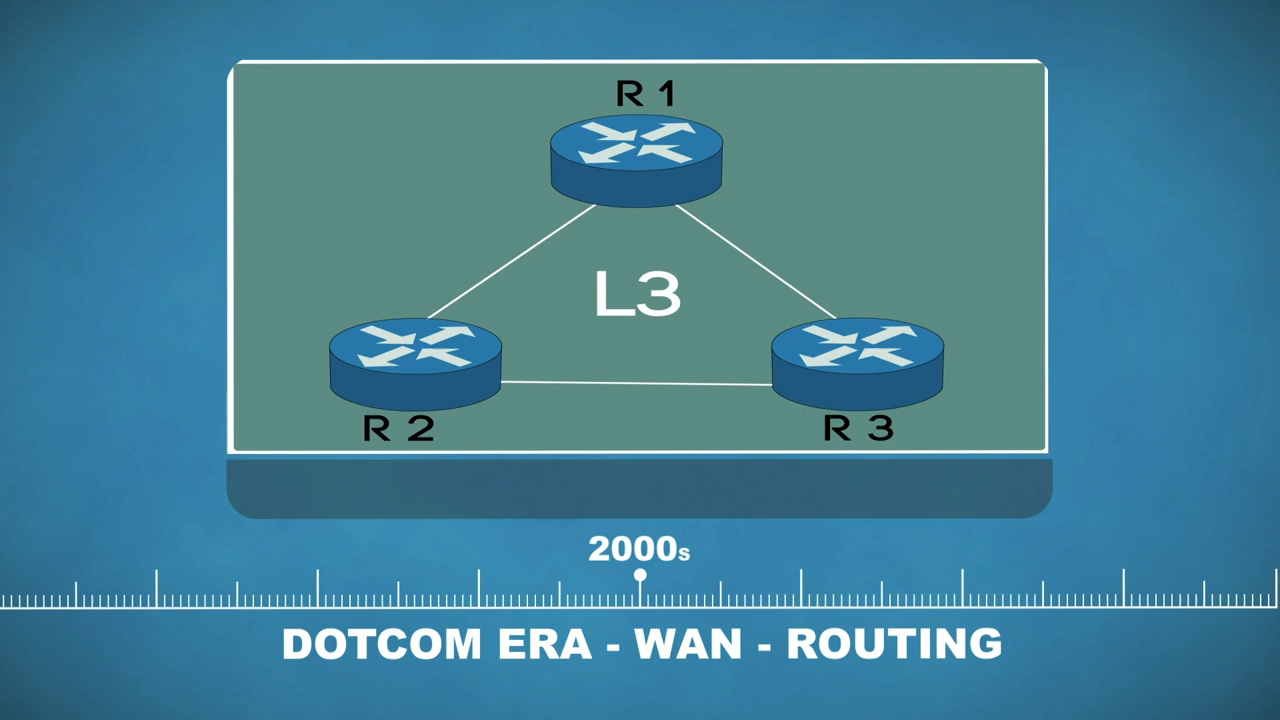 R 1
L3
R 2
R 3
2000s
DOTCOM ERA - WAN - ROUTING